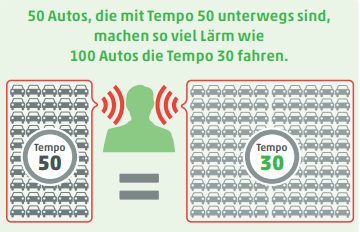 50 Autos, die mit Tempo 50 unterwegs sind,
machen so viel Lärm wie
100 Autos die Tempo 30 fahren.
Tempo
50
Tempo
30